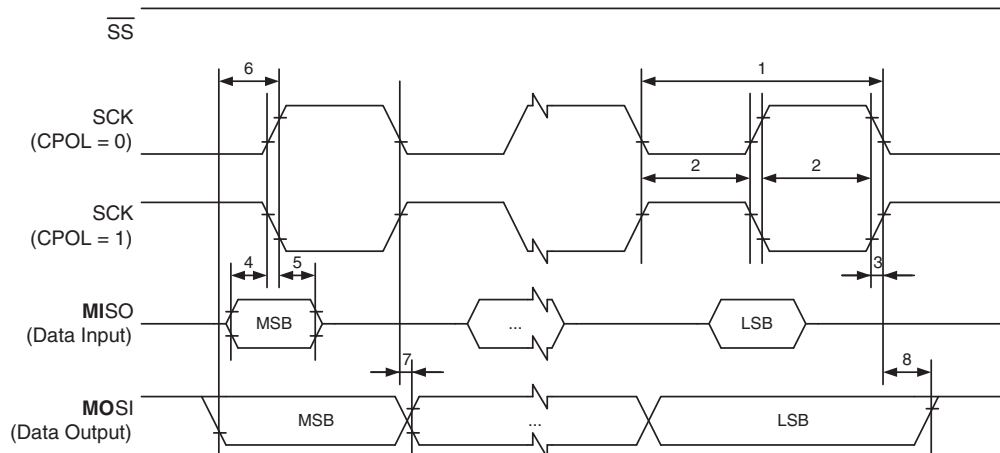 SS
6
1
SCK
(CPOL = 0)
2
2
SCK
(CPOL = 1)
4
5
3
MISO
(Data Input)
MSB
...
LSB
7
8
MOSI
(Data Output)
MSB
...
LSB